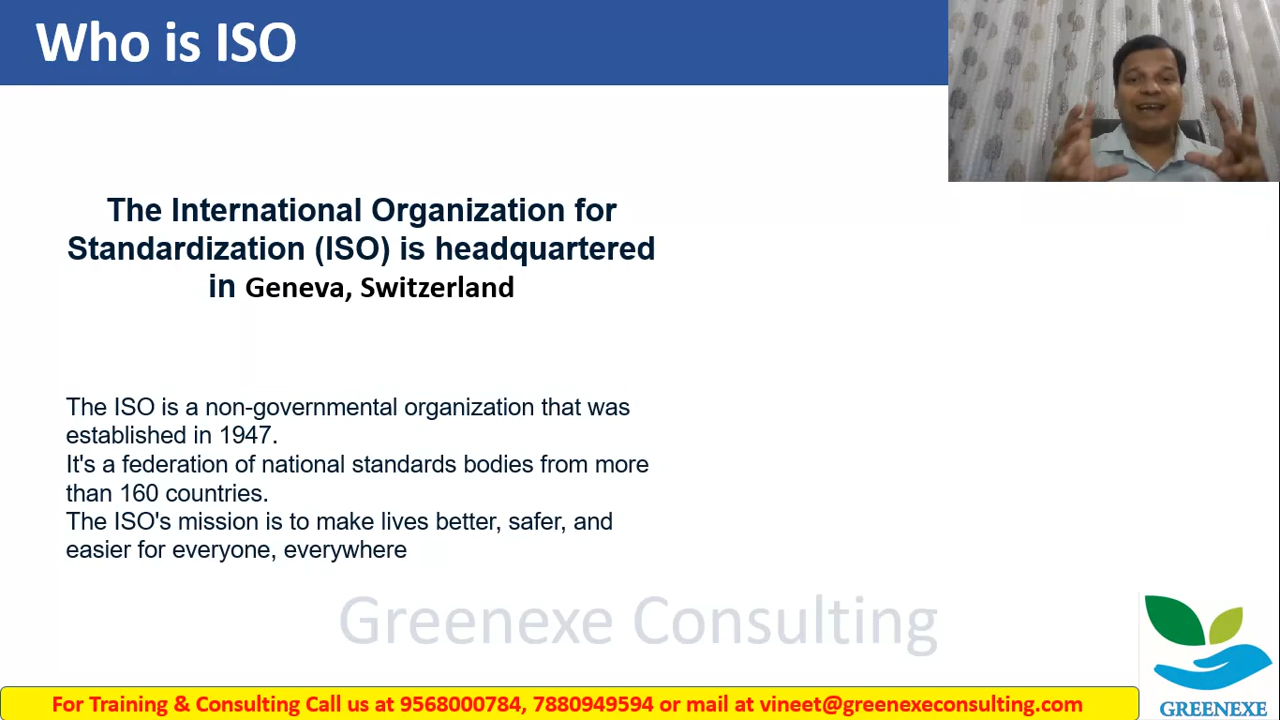 Who is ISO
The International Organization for
Standardization (ISO) is headquartered
in Geneva, Switzerland
The ISO is a non-governmental organization that was
established in 1947.
It's a federation of national standards bodies from more
than 160 countries.
The ISO's mission is to make lives better, safer, and
easier for everyone, everywhere
Greenexe Consulting
For Training & Consulting Call us at 9568000784, 7880949594 or mail at vineet@greenexeconsulting.com
GREENEXE